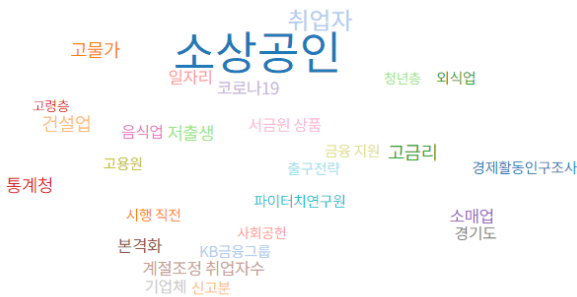 취업자
소상공인
고물가
일자리
코로나19
청년층
외식업
고령층
건설업
음식업
저출생
서금원 상품
고용원
금융 지원
고금리
출구전략
경제활동인구조사
통계청
파이터치연구원
시행 직전
소매업
사회공헌
경기도
본격화
KB금융그룹
계절조정 취업자수
기업체
신고분